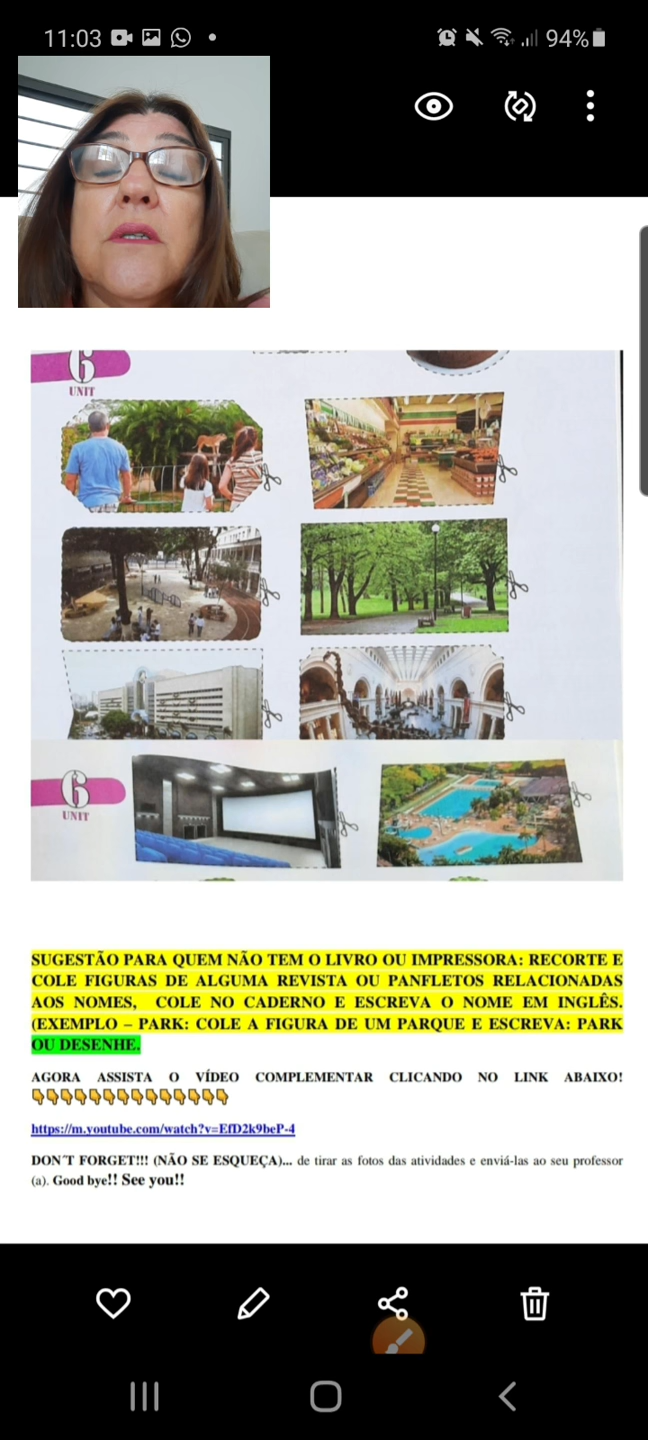 11:03
94%
6
UNIT
6
UNIT
SUGESTÃO PARA QUEM NÃO TEM O LIVRO OU IMPRESSORA: RECORTE E
COLE FIGURAS DE ALGUMA REVISTA OU PANFLETOS RELACIONADAS
AOS NOMES, COLE NO CADERNO E ESCREVA O NOME EM INGLÊS.
(EXEMPLO – PARK: COLE A FIGURA DE UM PARQUE E ESCREVA: PARK
OU DESENHE.
AGORA ASSISTA O VÍDEO COMPLEMENTAR CLICANDO NO LINK ABAIXO!
👇👇👇👇👇👇👇👇👇👇👇👇👇👇
https://m.youtube.com/watch?v=EfD2k9beP-4
DON´T FORGET!!! (NÃO SE ESQUEÇA)... de tirar as fotos das atividades e enviá-las ao seu professor
(a). Good bye!! See you!!